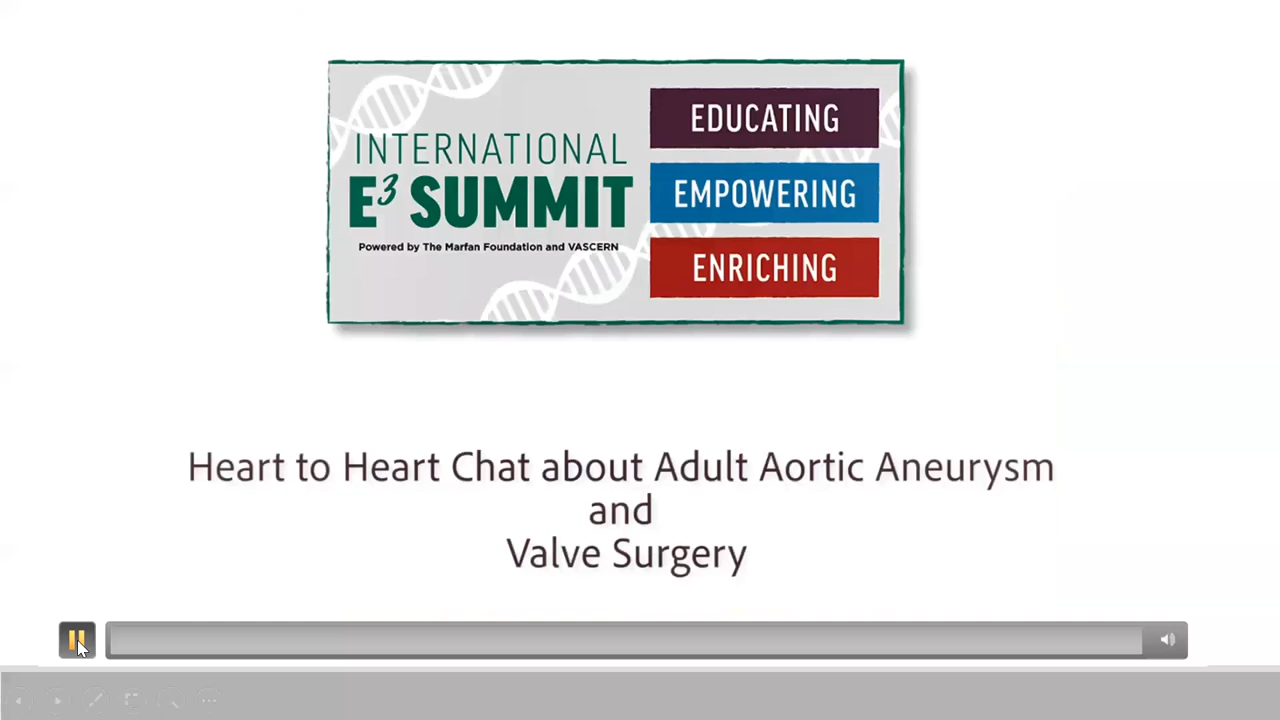 INTERNATIONAL
E³ SUMMIT
Powered by The Marfan Foundation and VASCERN
EDUCATING
EMPOWERING
ENRICHING
Heart to Heart Chat about Adult Aortic Aneurysm
and
Valve Surgery